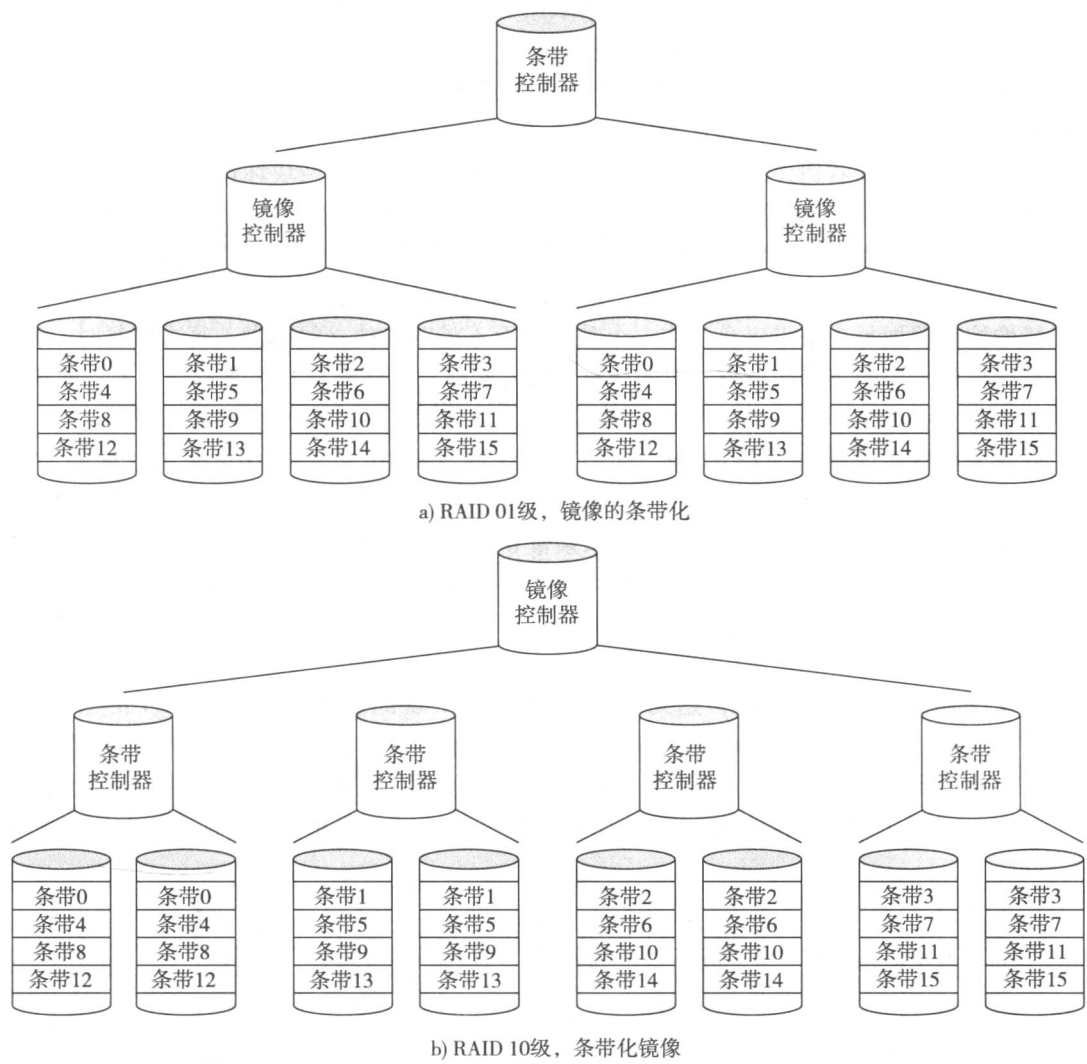 条带
控制器
镜像
控制器
镜像
控制器
条带0 条带1 条带2 条带3 条带0 条带1 条带2 条带3
条带4 条带5 条带6 条带7 条带4 条带5 条带6 条带7
条带8 条带9 条带10 条带11 条带8 条带9 条带10 条带11
条带12 条带13 条带14 条带15 条带12 条带13 条带14 条带15
a) RAID 01级，镜像的条带化
镜像
控制器
条带
控制器
条带
控制器
条带
控制器
条带
控制器
条带0 条带0 条带1 条带1 条带2 条带2 条带3 条带3
条带4 条带4 条带5 条带5 条带6 条带6 条带7 条带7
条带8 条带8 条带9 条带9 条带10 条带10 条带11 条带11
条带12 条带12 条带13 条带13 条带14 条带14 条带15 条带15
b) RAID 10级，条带化镜像